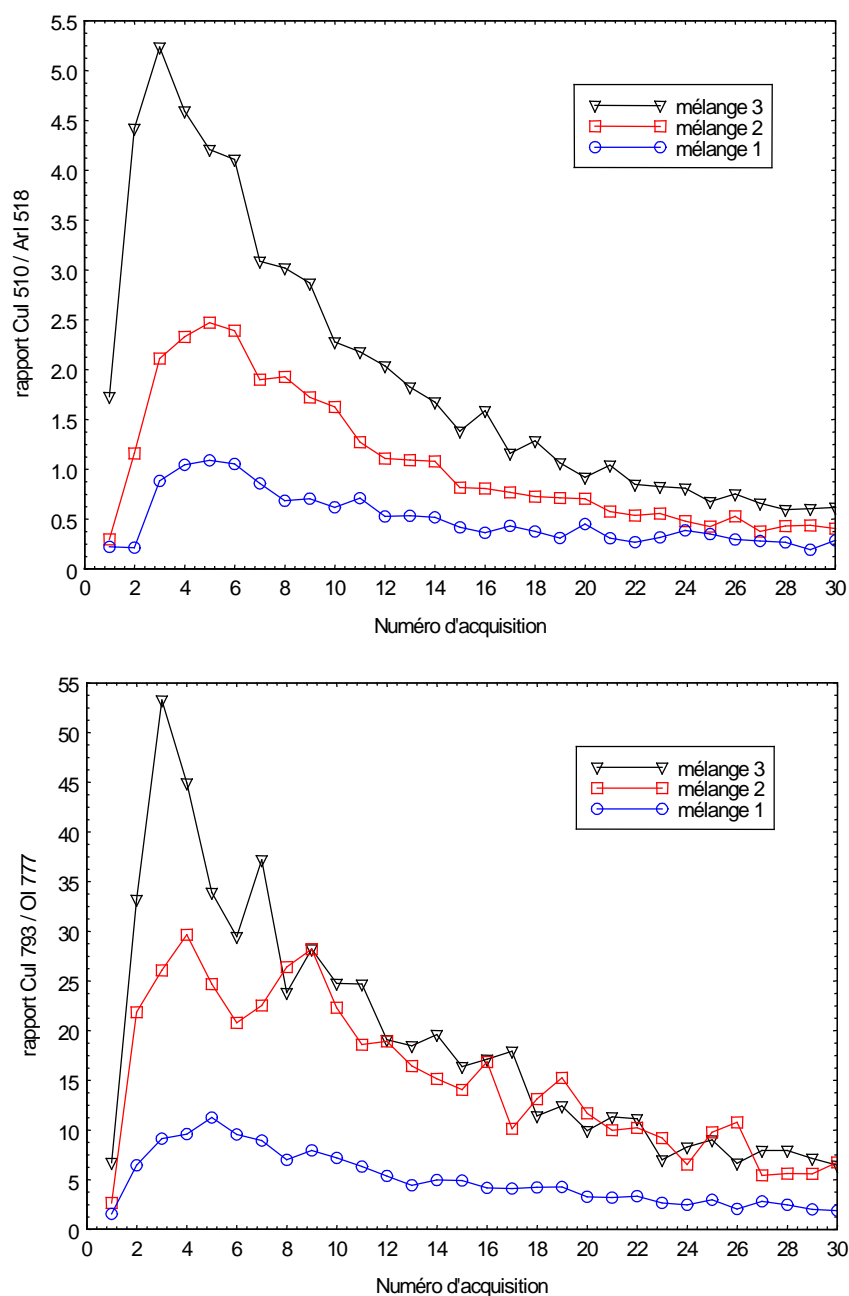 5.5
5.0
4.5
4.0
3.5
3.0
2.5
2.0
1.5
1.0
0.5
0
rapport CuI 510 / ArI 518
mélange 3
mélange 2
mélange 1
0 2 4 6 8 10 12 14 16 18 20 22 24 26 28 30
Numéro d'acquisition
55
50
45
40
35
30
25
20
15
10
5
0
rapport CuI 793 / OI 777
mélange 3
mélange 2
mélange 1
0 2 4 6 8 10 12 14 16 18 20 22 24 26 28 30
Numéro d'acquisition